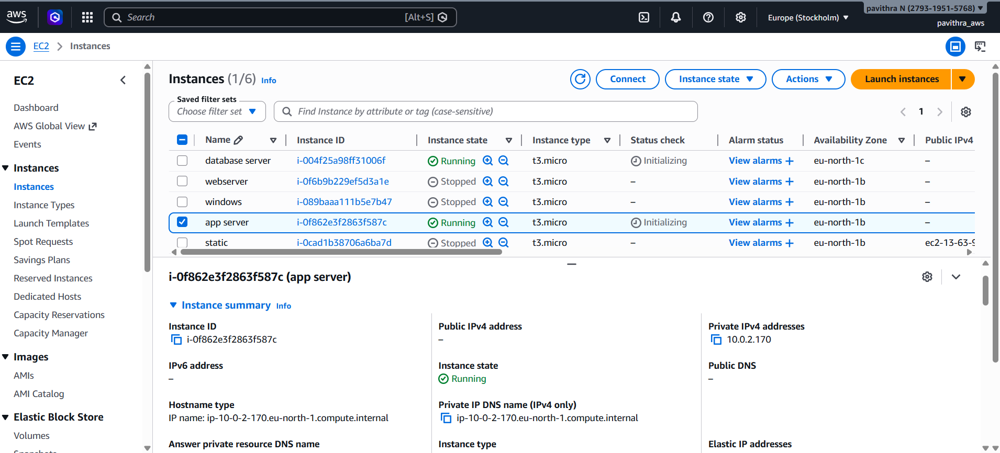 aws
Search [Alt+S]
Europe (Stockholm)
pavithra N (2793-1951-5768)
pavithra_aws
EC2 Instances
EC2
Dashboard
AWS Global View
Events
Instances
Instances
Instance Types
Launch Templates
Spot Requests
Savings Plans
Reserved Instances
Dedicated Hosts
Capacity Reservations
Capacity Manager
Images
AMIs
AMI Catalog
Elastic Block Store
Volumes
Snapshots
Instances (1/6) Info
Connect
Instance state
Actions
Launch instances
Saved filter sets
Choose filter set
Find Instance by attribute or tag (case-sensitive)
1
Name Instance ID Instance state Instance type Status check Alarm status Availability Zone Public IPv4
database server i-004f25a98ff31006f Running t3.micro Initializing View alarms + eu-north-1c –
webserver i-0f6b9b229ef5d3a1e Stopped t3.micro – View alarms + eu-north-1b –
windows i-089baaa111b5e7b47 Stopped t3.micro – View alarms + eu-north-1b –
app server i-0f862e3f2863f587c Running t3.micro Initializing View alarms + eu-north-1b –
static i-0cad1b38706a6ba7d Stopped t3.micro – View alarms + eu-north-1b ec2-13-63-9
i-0f862e3f2863f587c (app server)
Instance summary Info
Instance ID
i-0f862e3f2863f587c
Public IPv4 address
–
Private IPv4 addresses
10.0.2.170
IPv6 address
–
Instance state
Running
Public DNS
–
Hostname type
IP name: ip-10-0-2-170.eu-north-1.compute.internal
Private IP DNS name (IPv4 only)
ip-10-0-2-170.eu-north-1.compute.internal
Answer private resource DNS name
Instance type
Elastic IP addresses